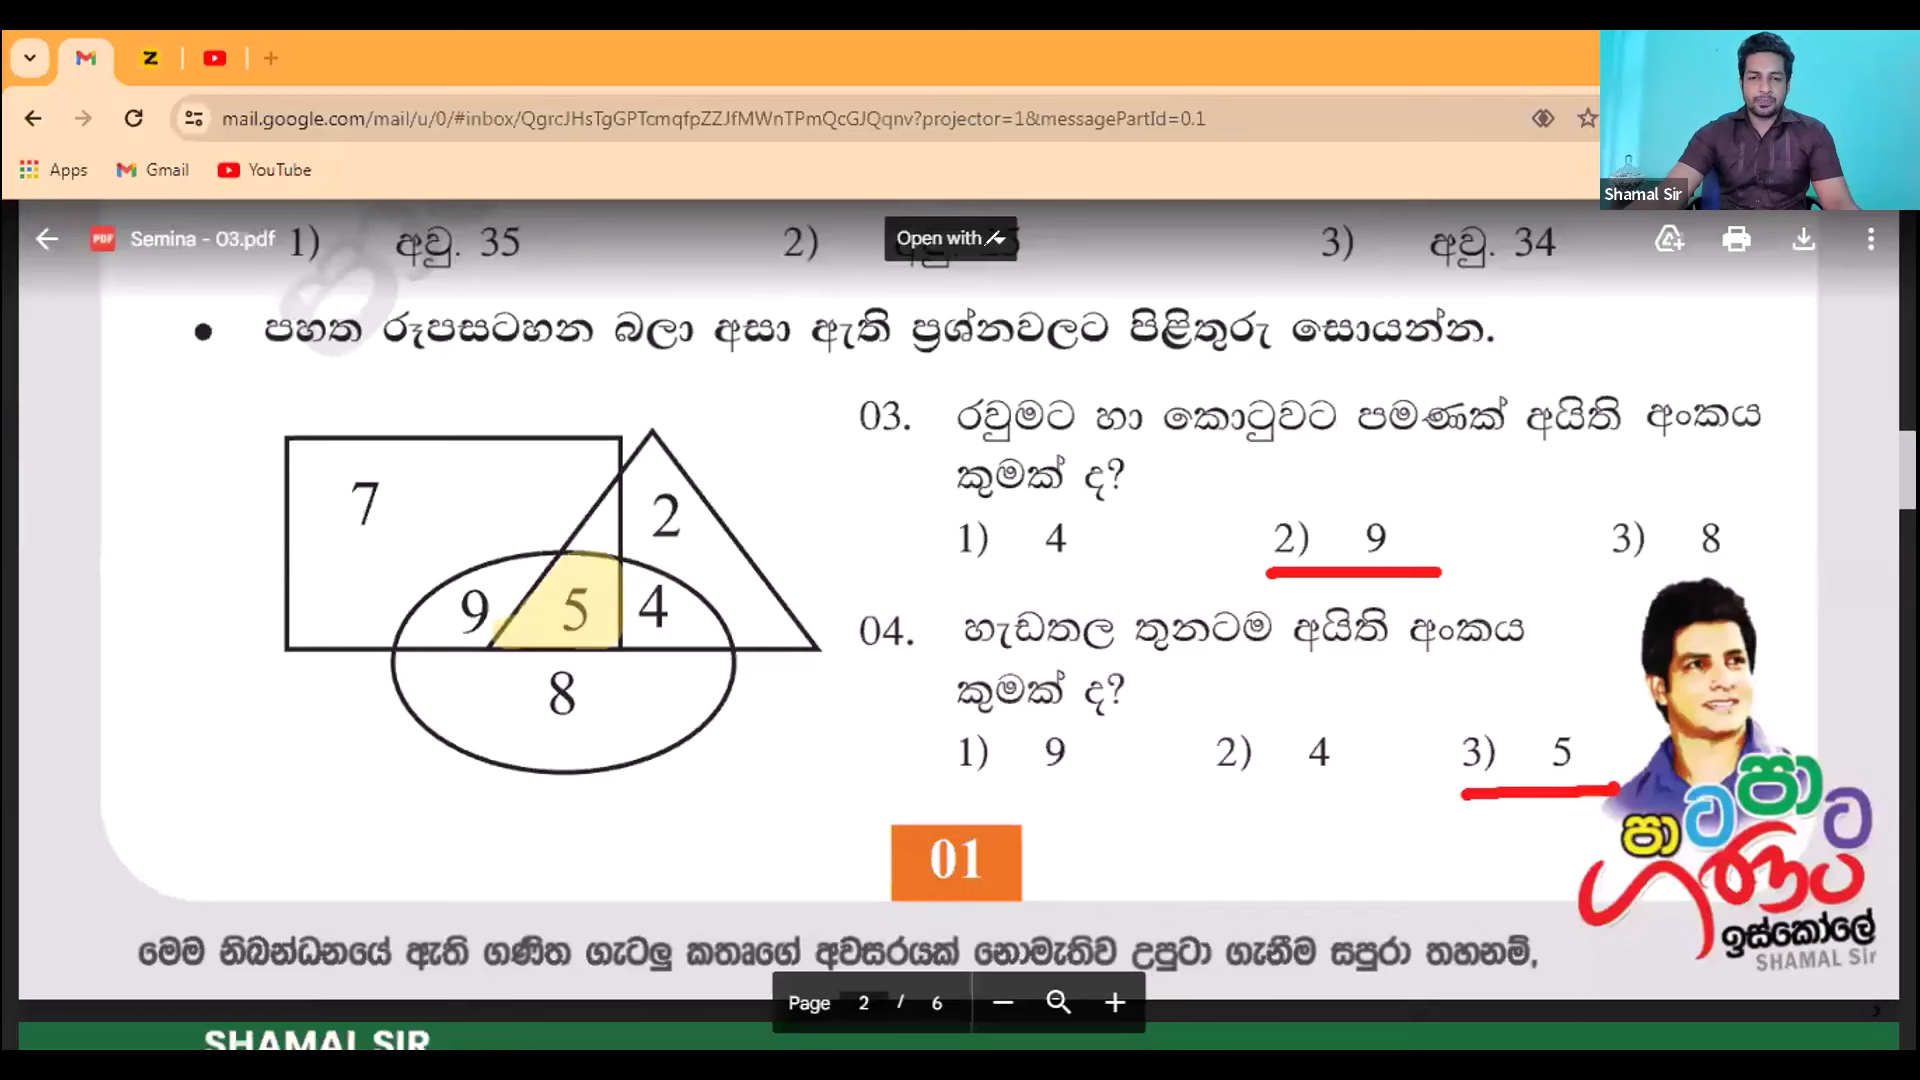 mail.google.com/mail/u/0/#inbox/QgrcJHsTgGPTcmqfpZZJfMWnTPmQcGJQqnv?projector=1&messagePartId=0.1
Apps Gmail YouTube
Shamal Sir
PDF Semina - 03.pdf 1) අවු. 35 2) Open with 3) අවු. 34
• පහත රූපසටහන බලා අසා ඇති ප්‍රශ්නවලට පිළිතුරු සොයන්න.
03. රවුමට හා කොටුවට පමණක් අයිති අංකය
කුමක් ද?
1) 4 2) 9 3) 8
7
2
9 5 4
8
04. හැඩතල තුනටම අයිති අංකය
කුමක් ද?
1) 9 2) 4 3) 5
01
පාට පාට
ගණිත
ඉස්කෝලේ
SHAMAL Sir
මෙම නිබන්ධනයේ ඇති ගණිත ගැටලු කතෘගේ අවසරයක් නොමැතිව උපුටා ගැනීම සපුරා තහනම්,
Page 2 / 6
SHAMAL SIR